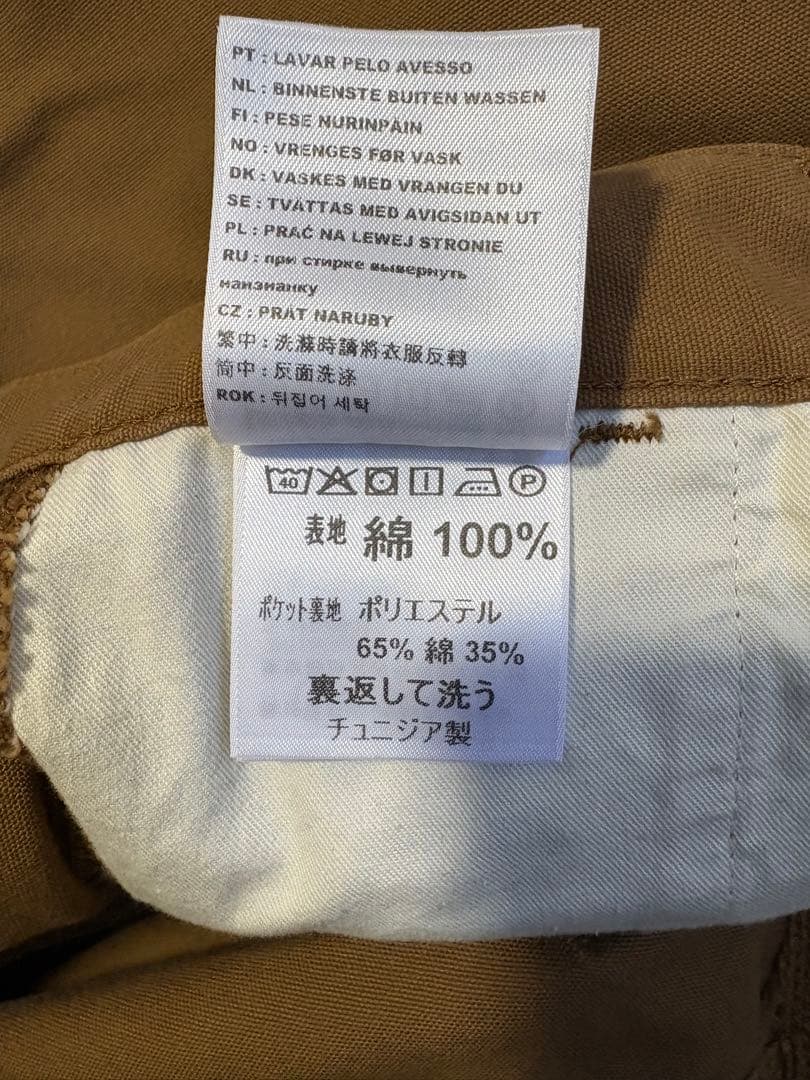 PT : LAVAR PELO AVESSO
NL : BINNENSTE BUITEN WASSEN
FI : PESE NURINPÄIN
NO : VRENGES FØR VASK
DK : VASKES MED VRANGEN DU
SE : TVATTAS MED AVIGSIDAN UT
PL : PRAĆ NA LEWEJ STRONIE
RU : при стирке вывернуть
наизнанку
CZ : PRAT NARUBY
繁中 : 洗滌時請將衣服反轉
简中 : 反面洗涤
ROK : 뒤집어 세탁
40 P
表地 綿 100%
ポケット裏地 ポリエステル
65% 綿 35%
裏返して洗う
チュニジア製